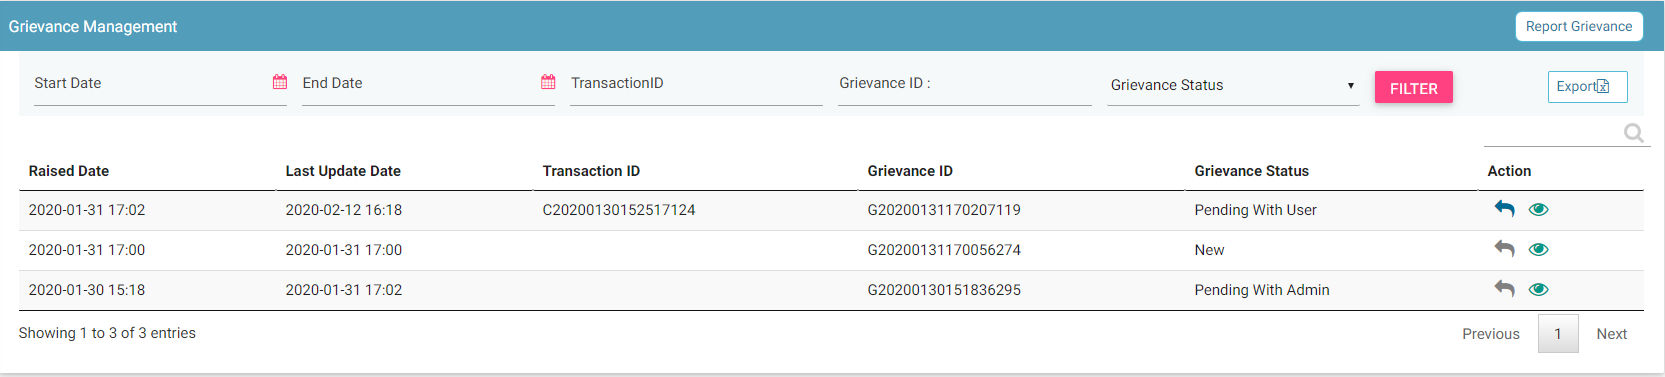 Grievance Management Report Grievance
Start Date End Date TransactionID Grievance ID : Grievance Status FILTER Export
Raised Date Last Update Date Transaction ID Grievance ID Grievance Status Action
2020-01-31 17:02 2020-02-12 16:18 C20200130152517124 G20200131170207119 Pending With User
2020-01-31 17:00 2020-01-31 17:00 G20200131170056274 New
2020-01-30 15:18 2020-01-31 17:02 G20200130151836295 Pending With Admin
Showing 1 to 3 of 3 entries Previous 1 Next